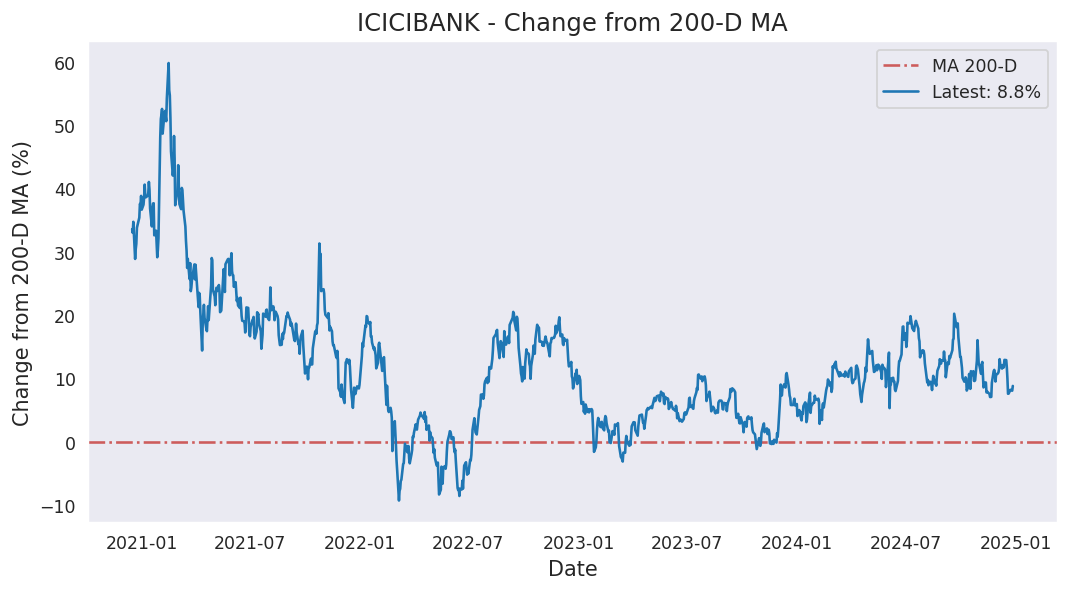 ICICIBANK - Change from 200-D MA
MA 200-D
Latest: 8.8%
Change from 200-D MA (%)
60
50
40
30
20
10
0
−10
2021-01 2021-07 2022-01 2022-07 2023-01 2023-07 2024-01 2024-07 2025-01
Date